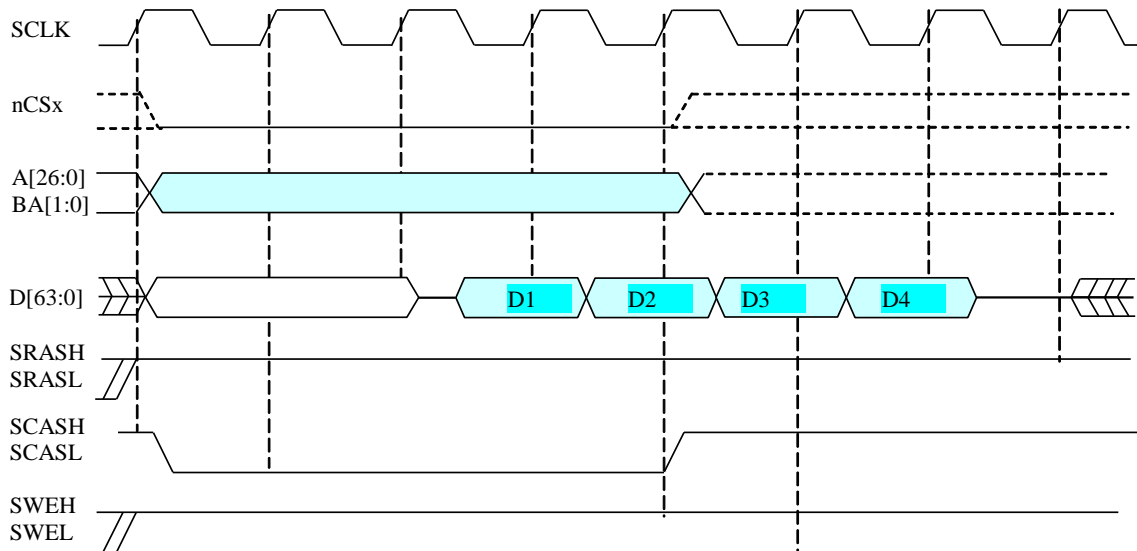 SCLK
nCSx
A[26:0]
BA[1:0]
D[63:0]
D1
D2
D3
D4
SRASH
SRASL
SCASH
SCASL
SWEH
SWEL